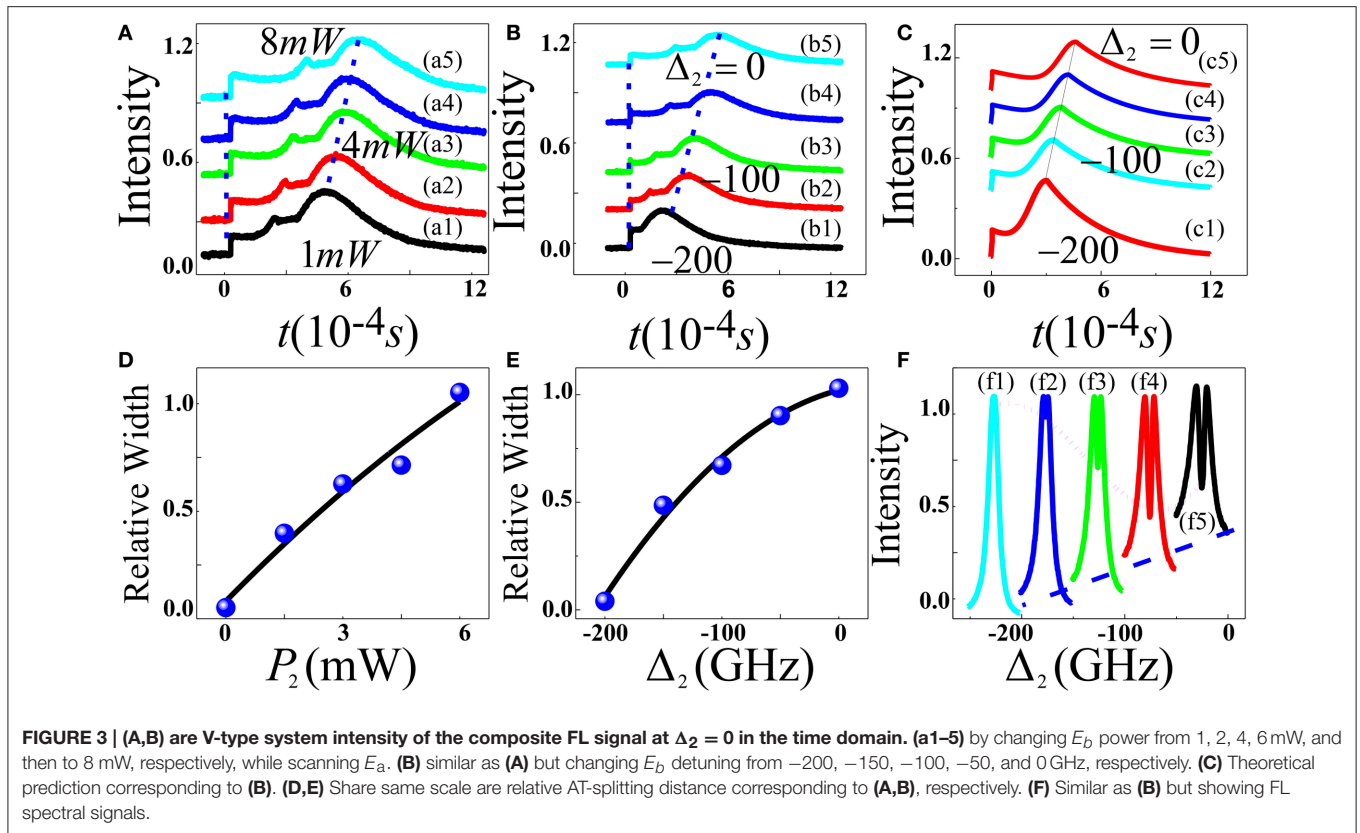 A
Intensity
1.2
0.6
0.0
8mW
4mW
1mW
(a5)
(a4)
(a3)
(a2)
(a1)
0
6
12
t(10-4s)
B
Intensity
1.2
0.6
0.0
Δ2 = 0
−100
−200
(b5)
(b4)
(b3)
(b2)
(b1)
0
6
12
t(10-4s)
C
Intensity
1.2
0.6
0.0
Δ2 = 0
−100
−200
(c5)
(c4)
(c3)
(c2)
(c1)
0
6
12
t(10-4s)
D
Relative Width
1.0
0.5
0.0
0
3
6
P2(mW)
E
Relative Width
1.0
0.5
0.0
-200
-100
0
Δ2(GHz)
F
Intensity
1.0
0.5
0.0
(f1)
(f2)
(f3)
(f4)
(f5)
-200
-100
0
Δ2(GHz)
FIGURE 3 | (A,B) are V-type system intensity of the composite FL signal at Δ2 = 0 in the time domain. (a1–5) by changing Eb power from 1, 2, 4, 6 mW, and
then to 8 mW, respectively, while scanning Ea. (B) similar as (A) but changing Eb detuning from −200, −150, −100, −50, and 0 GHz, respectively. (C) Theoretical
prediction corresponding to (B). (D,E) Share same scale are relative AT-splitting distance corresponding to (A,B), respectively. (F) Similar as (B) but showing FL
spectral signals.